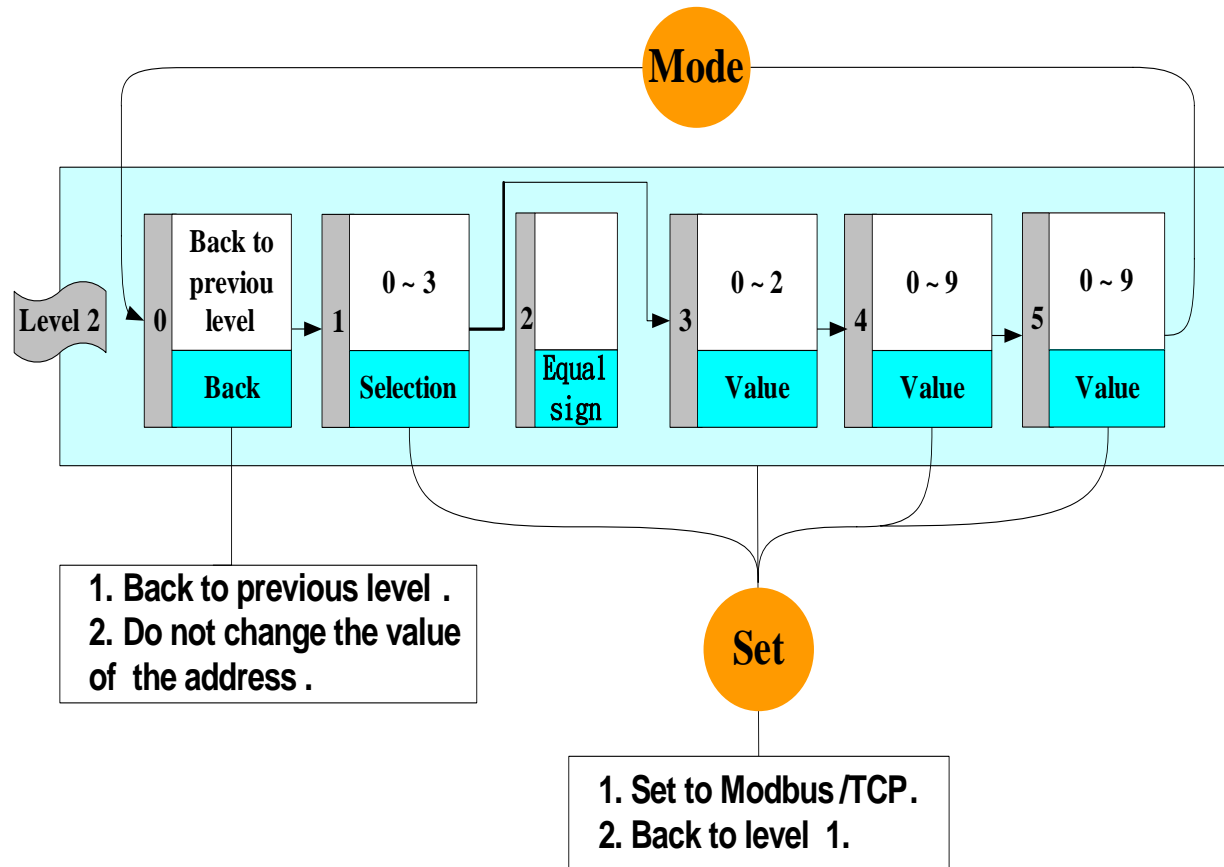 Mode
Level 2
0
Back to
previou
level
Back
1
0 ~ 3
Selection
2
Equal
sign
3
0 ~ 2
Value
4
0 ~ 9
Value
5
0 ~ 9
Value
1. Back to previous level .
2. Do not change the value
of the address .
Set
1. Set to Modbus /TCP.
2. Back to level 1.